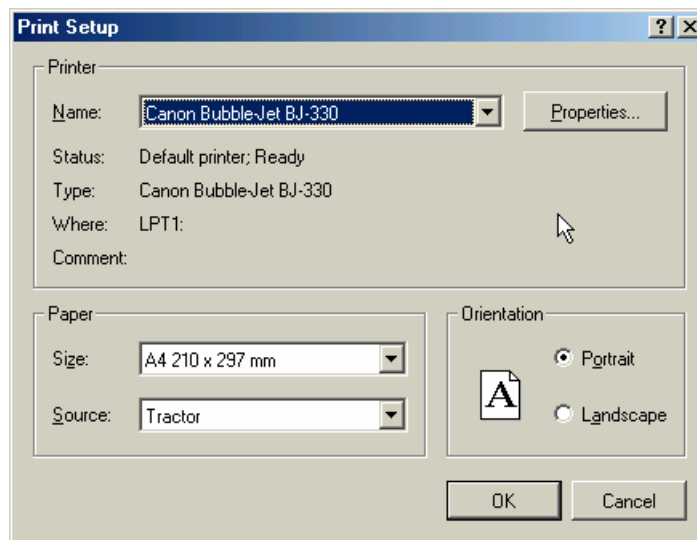 Print Setup
Printer
Name: Canon Bubble-Jet BJ-330 Properties...
Status: Default printer; Ready
Type: Canon Bubble-Jet BJ-330
Where: LPT1:
Comment:
Paper
Size: A4 210 x 297 mm
Source: Tractor
Orientation
A
Portrait
Landscape
OK Cancel